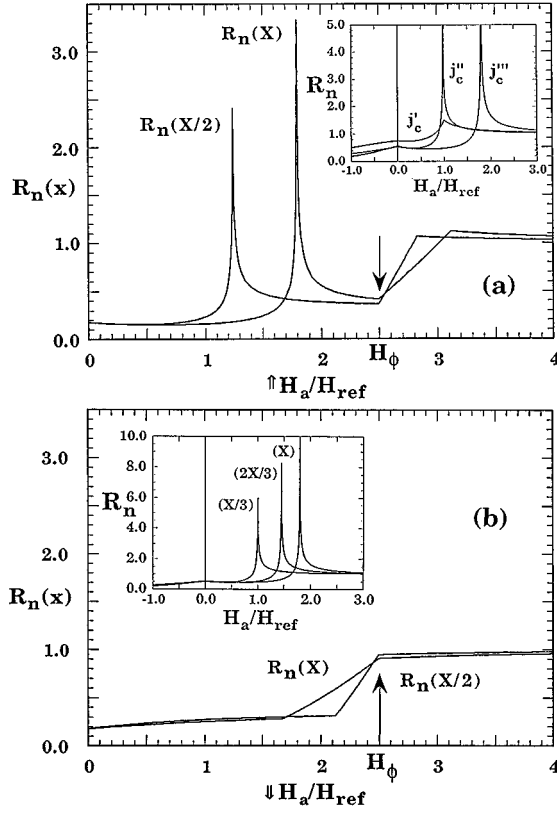 3.0
2.0
1.0
0.0
Rn(x)
Rn(X)
Rn(X/2)
(a)
0
1
2
3
4
Hϕ
⇑Ha/Href
5.0
4.0
3.0
2.0
1.0
0.0
Rn
jc'
jc''
jc'''
-1.0
0.0
1.0
2.0
3.0
Ha/Href
3.0
2.0
1.0
0.0
Rn(x)
Rn(X)
Rn(X/2)
(b)
0
1
2
3
4
Hϕ
⇓Ha/Href
10.0
8.0
6.0
4.0
2.0
0.0
Rn
(X)
(2X/3)
(X/3)
-1.0
0.0
1.0
2.0
3.0
Ha/Href